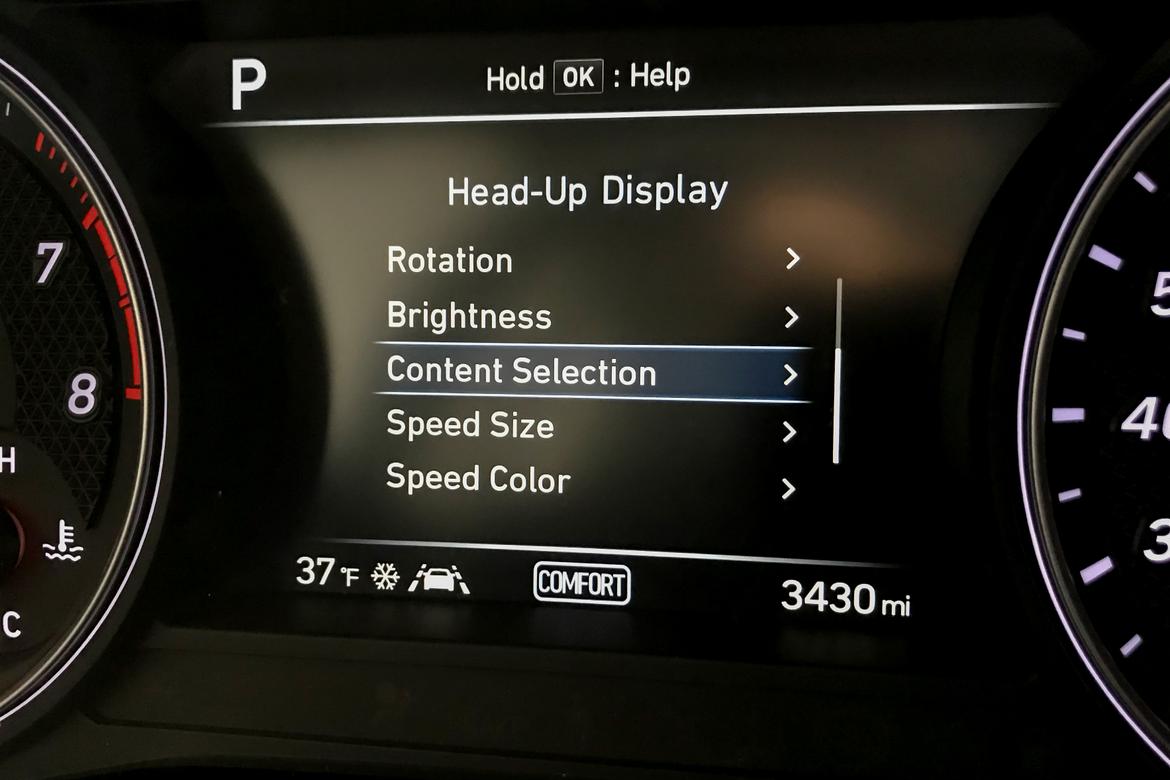 P
Hold OK : Help
Head-Up Display
Rotation
Brightness
Content Selection
Speed Size
Speed Color
37 °F
COMFORT
3430 mi
7
8
H
C